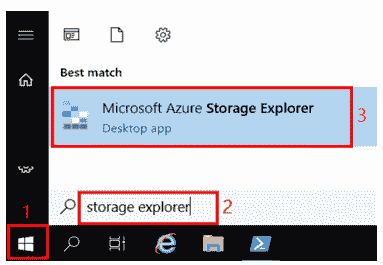 Best match
Microsoft Azure Storage Explorer
Desktop app
3
storage explorer
2
1